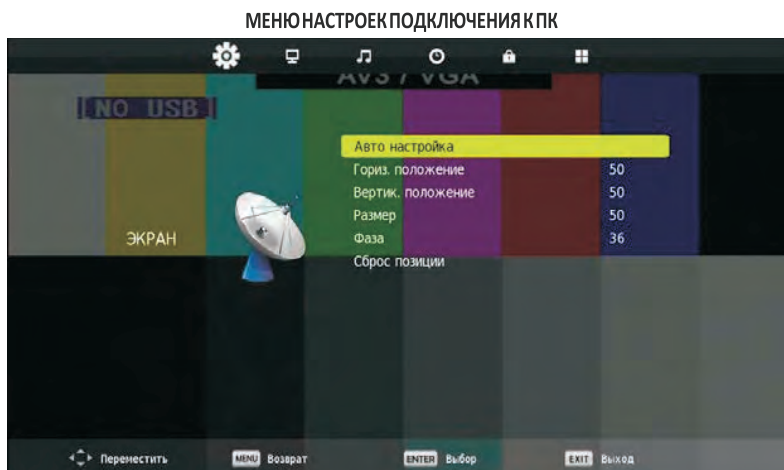 МЕНЮ НАСТРОЕК ПОДКЛЮЧЕНИЯ К ПК
AV3 / VGA
[ NO USB ]
Авто настройка
Гориз. положение 50
Вертик. положение 50
Размер 50
ЭКРАН
Фаза 36
Сброс позиции
Переместить
MENU Возврат
ENTER Выбор
EXIT Выход